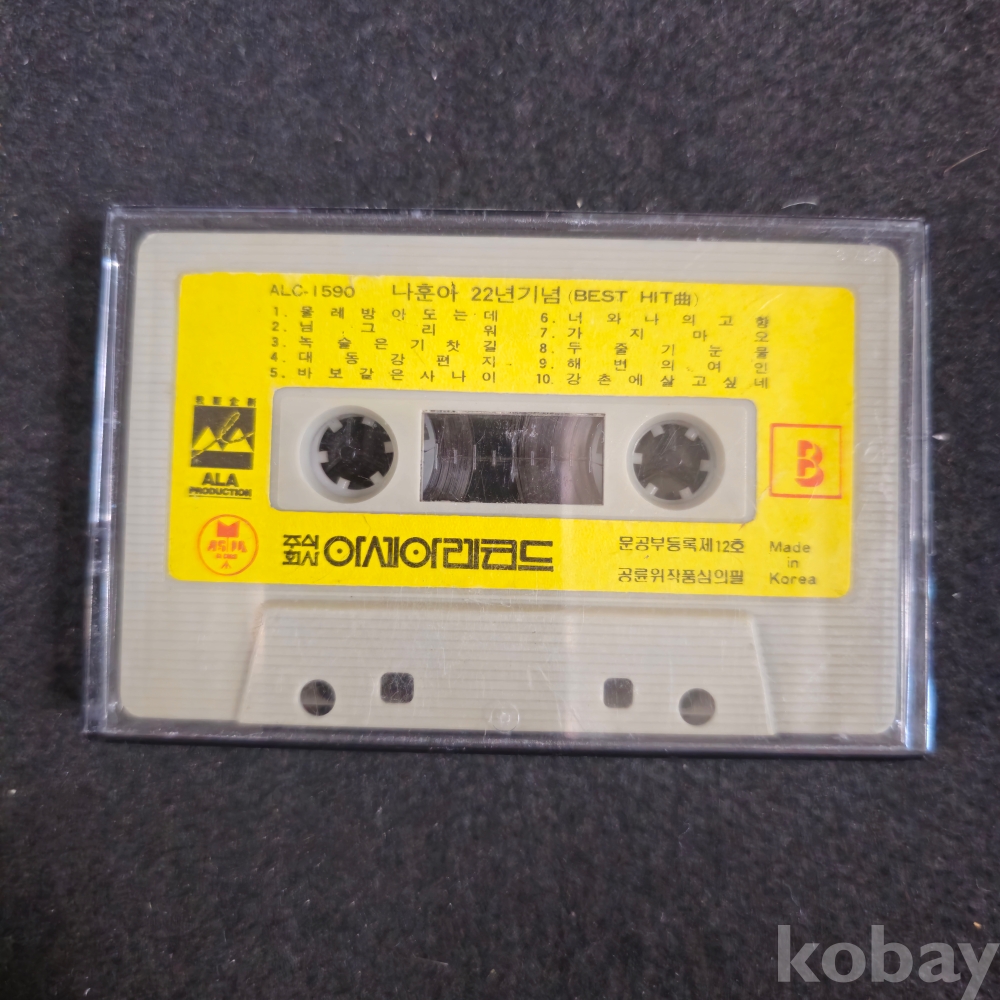 ALC-1590 나훈아 22년기념 (BEST HIT曲)
1. 물레방아도는데
2. 님그리워
3. 녹슬은기찻길
4. 대동강편지
5. 바보같은사나이
6. 너와나의고향
7. 가지마오
8. 두줄기눈물
9. 해변의여인
10. 강촌에살고싶네
ALA
PRODUCTION
B
주식회사 아세아레코드
문공부등록제12호
공륜위작품심의필
Made
in
Korea
kobay